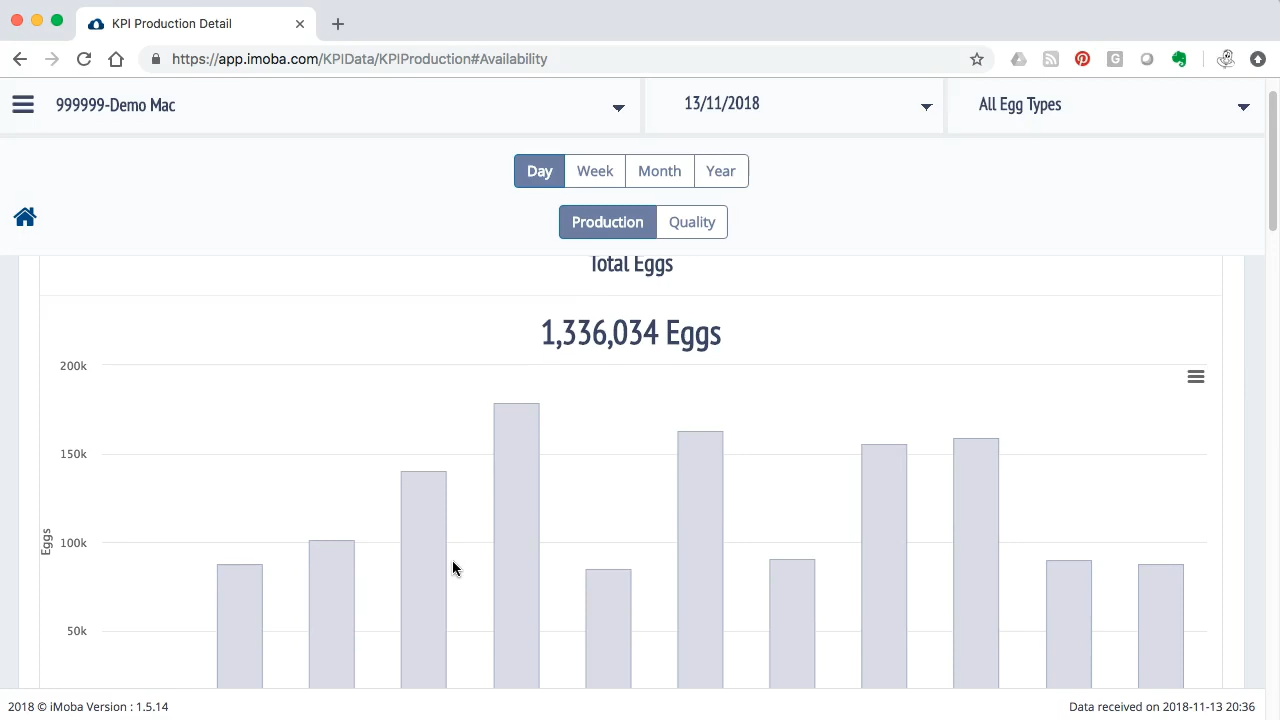 KPI Production Detail
https://app.imoba.com/KPIData/KPIProduction#Availability
999999-Demo Mac
13/11/2018
All Egg Types
Day Week Month Year
Production Quality
Total Eggs
1,336,034 Eggs
200k
150k
100k
50k
Eggs
2018 © iMoba Version : 1.5.14
Data received on 2018-11-13 20:36